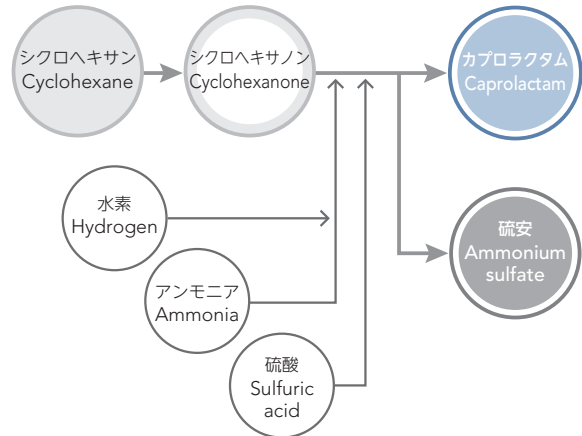 シクロヘキサン
Cyclohexane
シクロヘキサノン
Cyclohexanone
カプロラクタム
Caprolactam
水素
Hydrogen
硫安
Ammonium
sulfate
アンモニア
Ammonia
硫酸
Sulfuric
acid